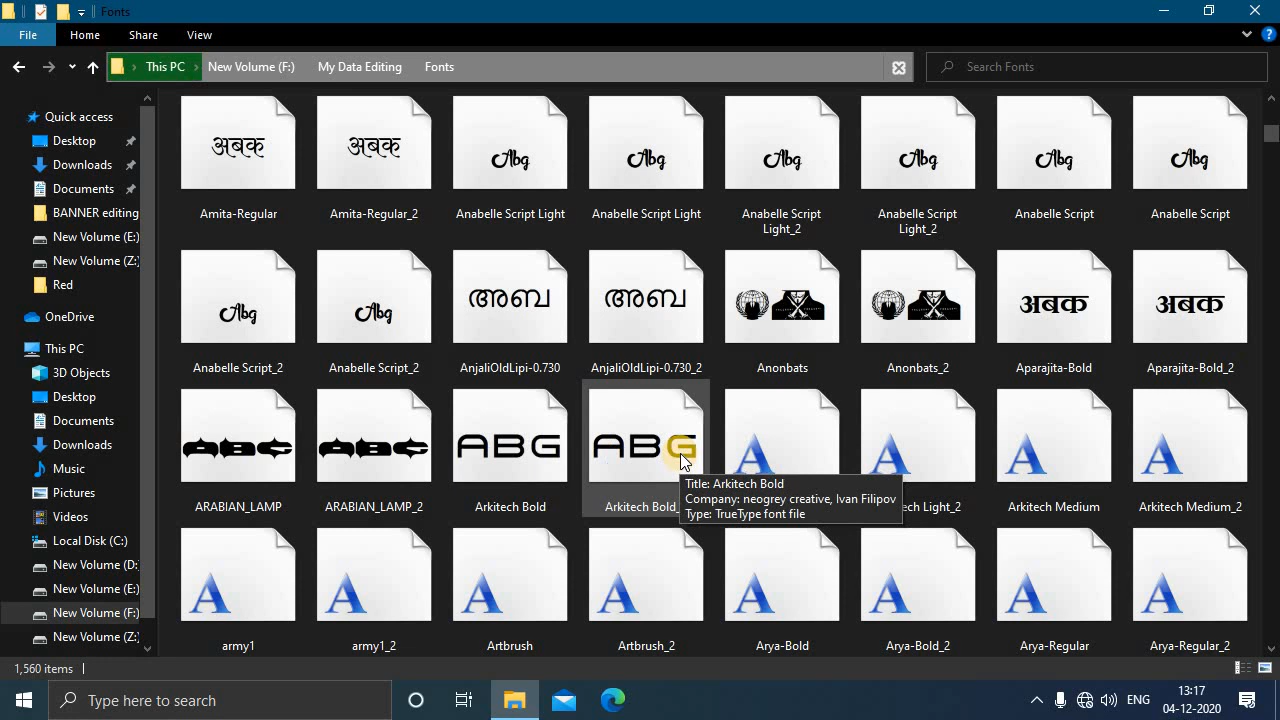 Fonts
File Home Share View
This PC New Volume (F:) My Data Editing Fonts
Search Fonts
Quick access
Desktop
Downloads
Documents
BANNER editing
New Volume (E:)
New Volume (Z:)
Red
OneDrive
This PC
3D Objects
Desktop
Documents
Downloads
Music
Pictures
Videos
Local Disk (C:)
New Volume (D:
New Volume (E:)
New Volume (F:)
New Volume (Z:
अबक अबक Abg Abg Abg Abg Abg Abg
Amita-Regular Amita-Regular_2 Anabelle Script Light Anabelle Script Light Anabelle Script Light_2 Anabelle Script Light_2 Anabelle Script Anabelle Script
Abg Abg അബ അബ अबक अबक
Anabelle Script_2 Anabelle Script_2 AnjaliOldLipi-0.730 AnjaliOldLipi-0.730_2 Anonbats Anonbats_2 Aparajita-Bold Aparajita-Bold_2
ABG ABG ABG ABG A A A A
ARABIAN_LAMP ARABIAN_LAMP_2 Arkitech Bold Arkitech Bold_ tech Light_2 Arkitech Medium Arkitech Medium_2
Title: Arkitech Bold
Company: neogrey creative, Ivan Filipov
Type: TrueType font file
A A A A A A A A
army1 army1_2 Artbrush Artbrush_2 Arya-Bold Arya-Bold_2 Arya-Regular Arya-Regular_2
1,560 items
Type here to search
ENG
13:17
04-12-2020